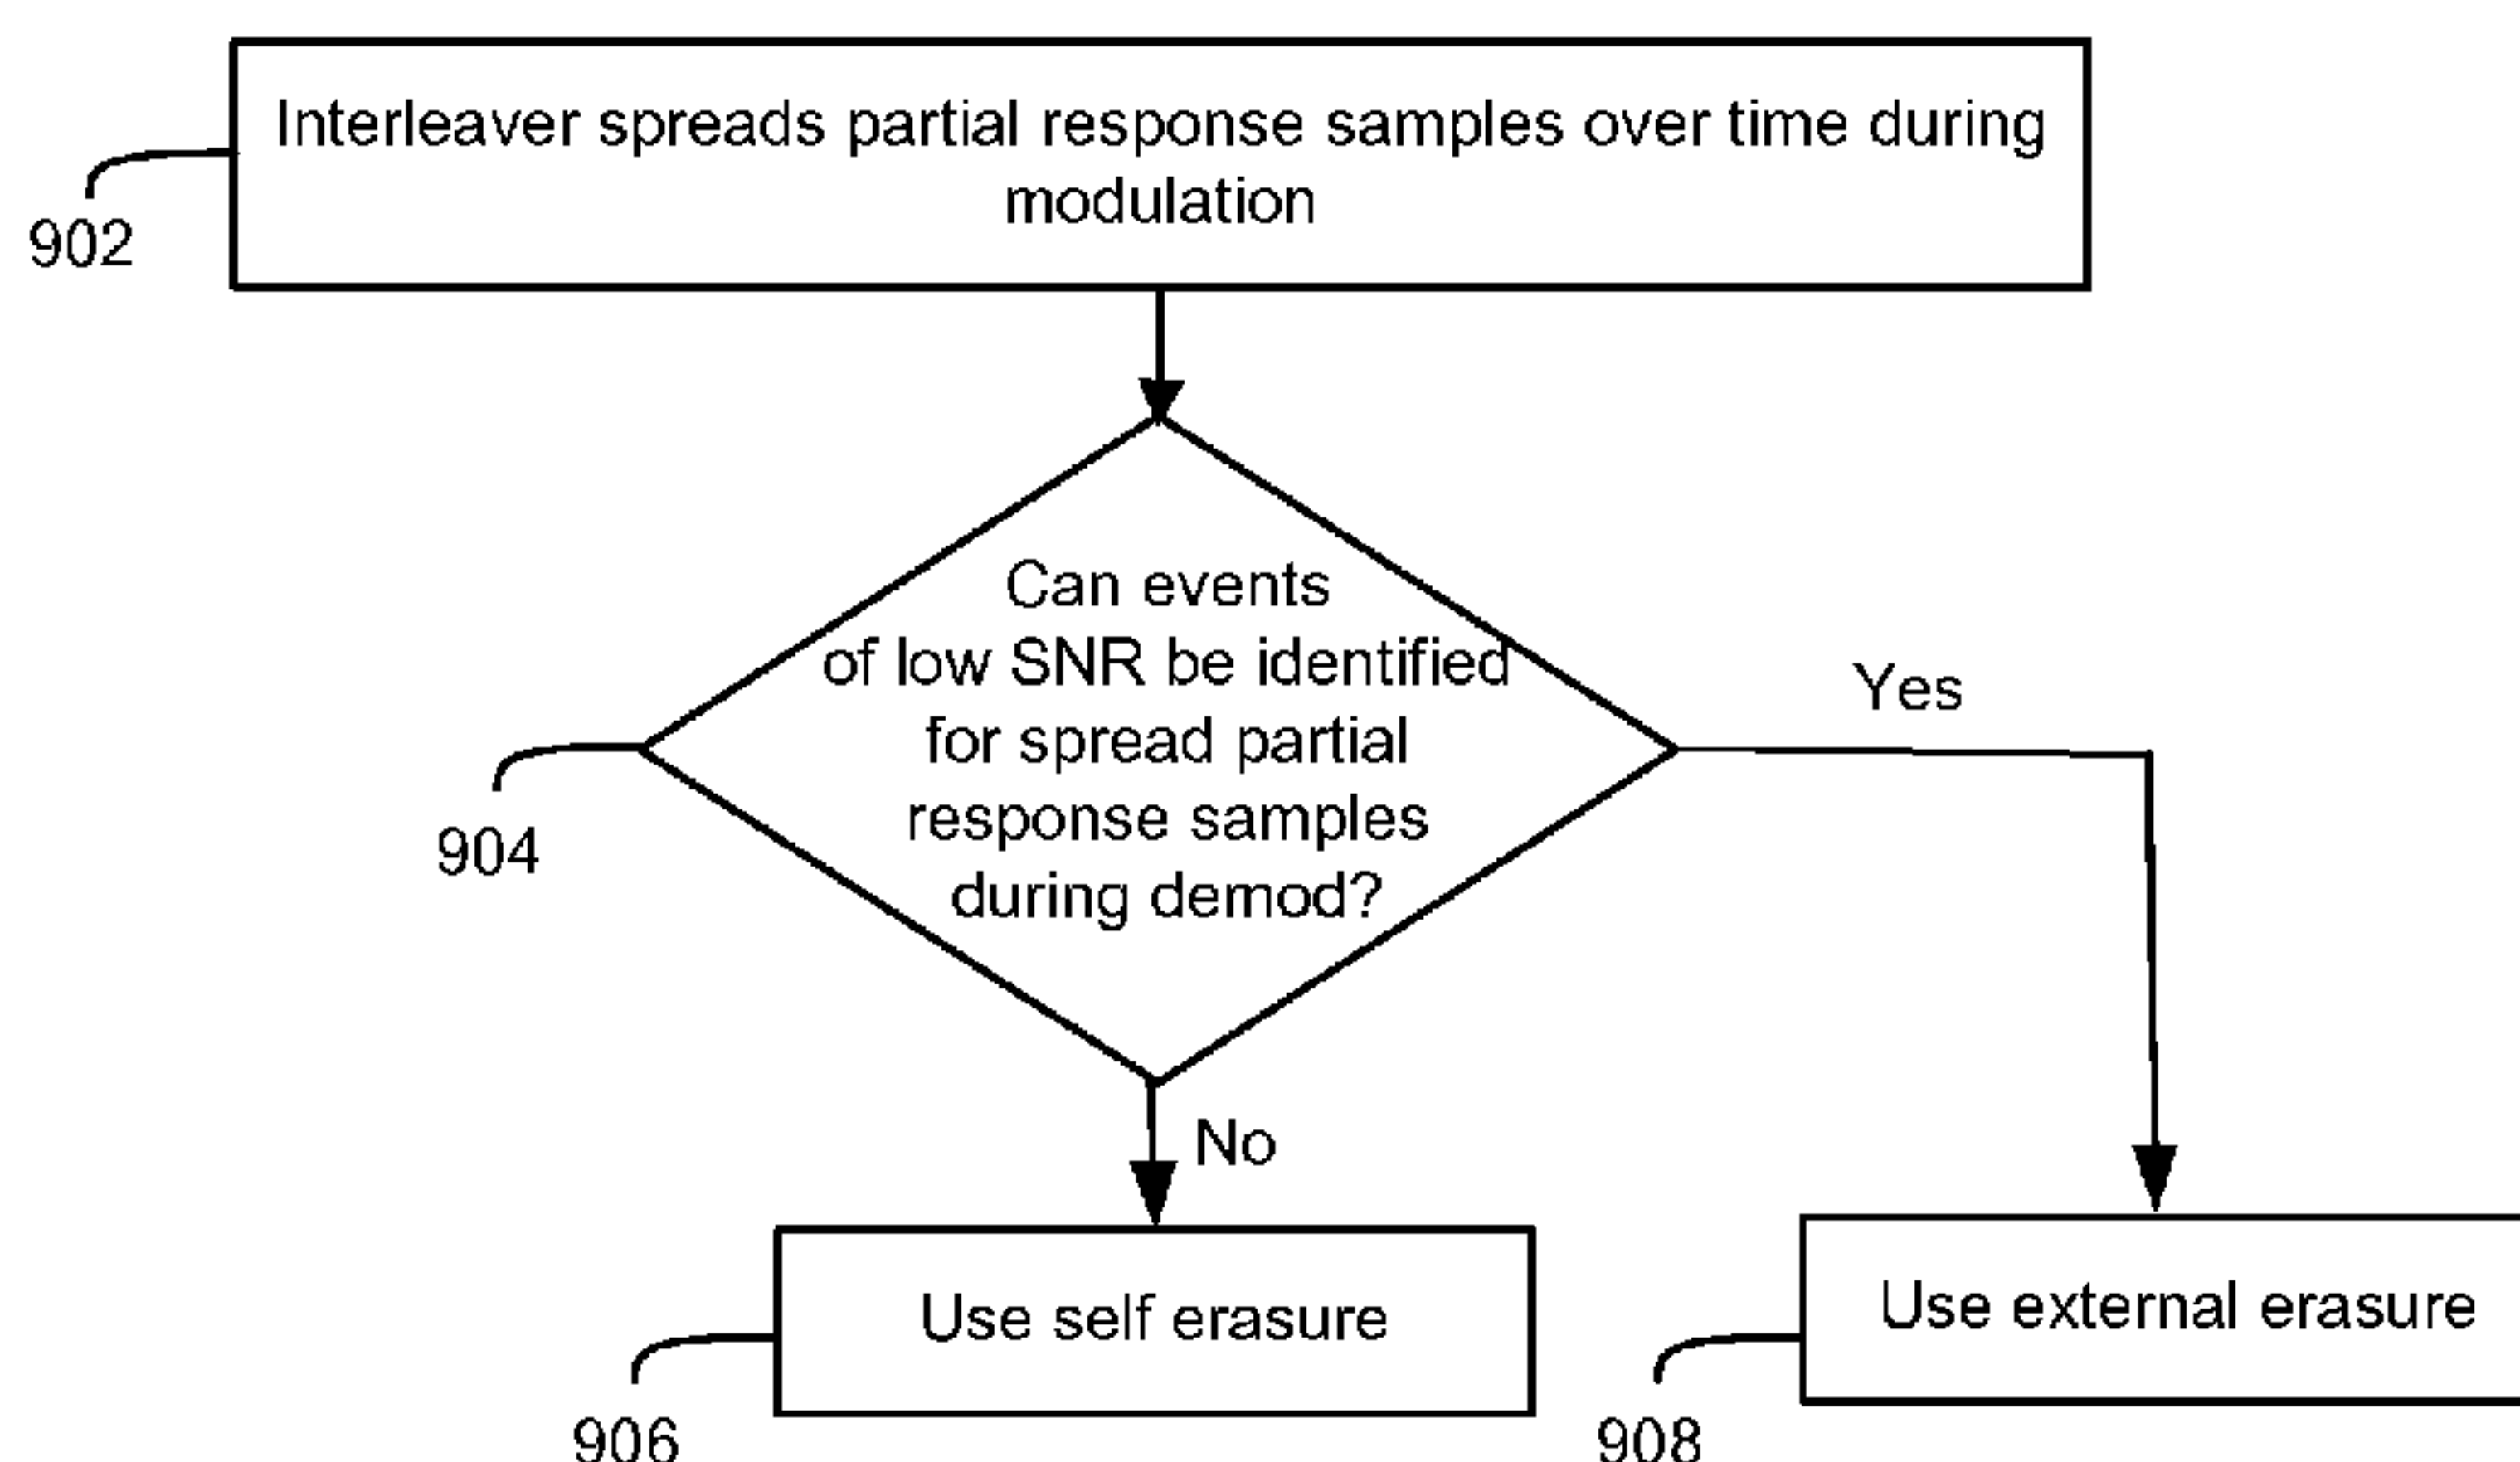 Interleaver spreads partial response samples over time during
modulation
902
Can events
of low SNR be identified
for spread partial
response samples
during demod?
Yes
904
No
Use self erasure
Use external erasure
906
908